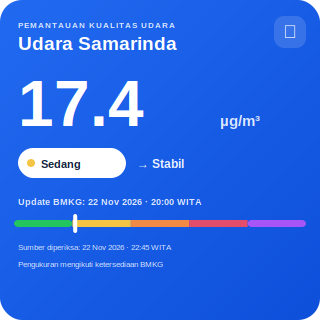 PEMANTAUAN KUALITAS UDARA
Udara Samarinda
17.4
µg/m³
Sedang
→ Stabil
Update BMKG: 22 Nov 2026 · 20:00 WITA
Sumber diperiksa: 22 Nov 2026 · 22:45 WITA
Pengukuran mengikuti ketersediaan BMKG